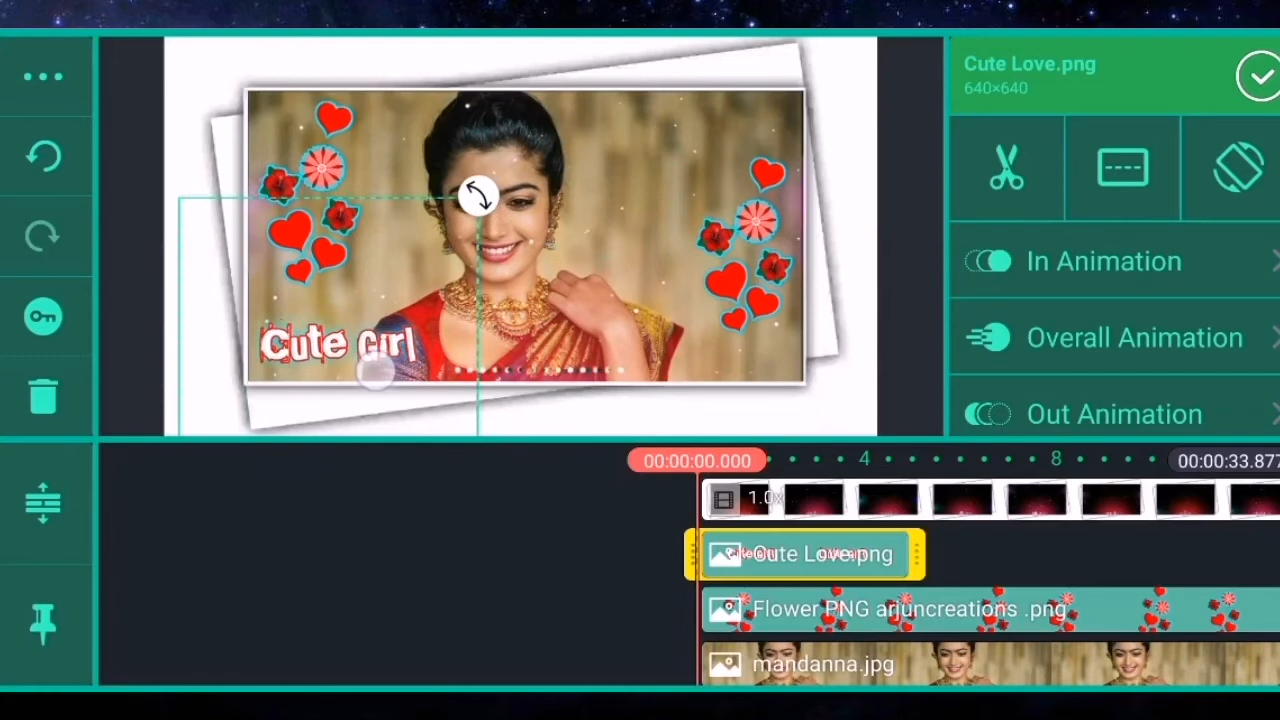 Cute Love.png
640×640
In Animation
Overall Animation
Out Animation
Cute Girl
00:00:00.000
4
8
00:00:33.877
1.0x
Cute Love.png
Flower PNG arjuncreations .png
mandanna.jpg